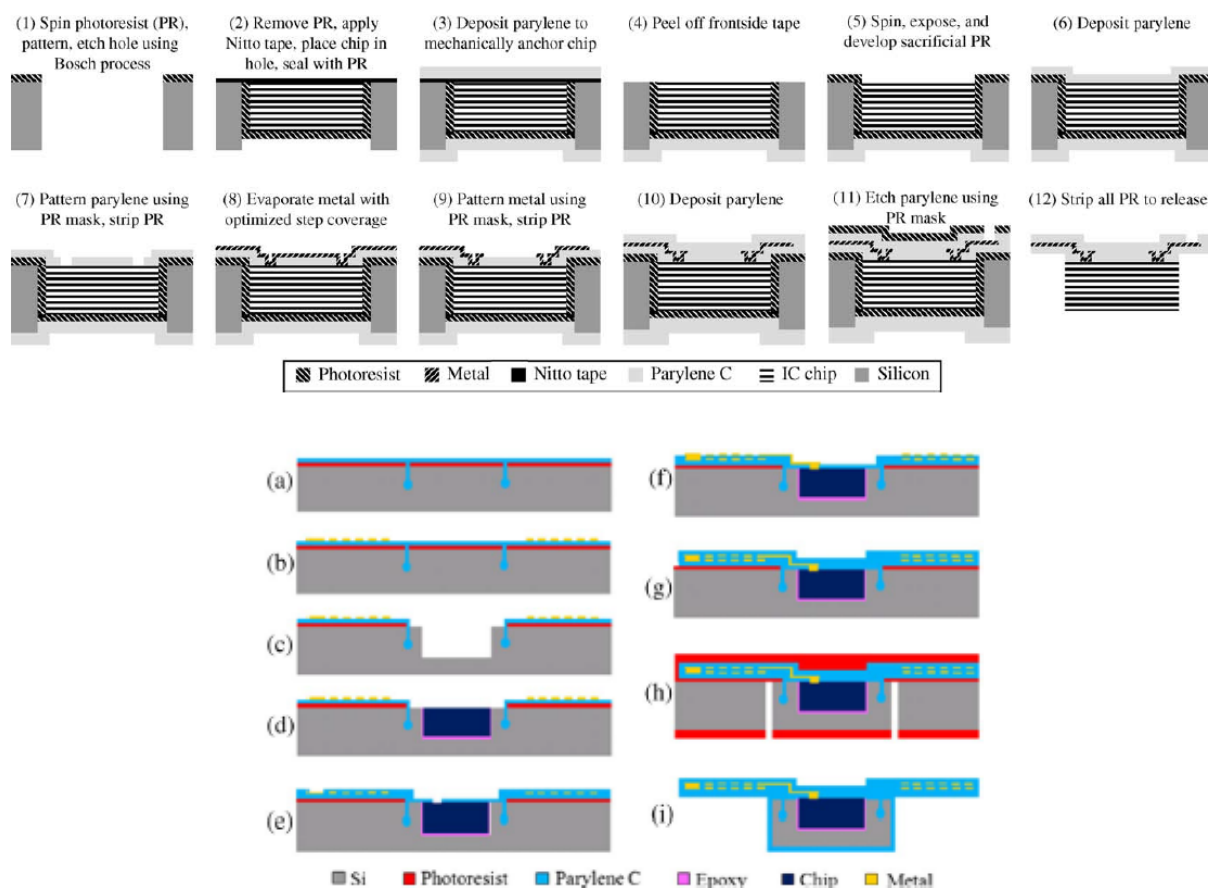 (1) Spin photoresist (PR),
pattern, etch hole using
Bosch process
(2) Remove PR, apply
Nitto tape, place chip in
hole, seal with PR
(3) Deposit parylene to
mechanically anchor chip
(4) Peel off frontside tape
(5) Spin, expose, and
develop sacrificial PR
(6) Deposit parylene
(7) Pattern parylene using
PR mask, strip PR
(8) Evaporate metal with
optimized step coverage
(9) Pattern metal using
PR mask, strip PR
(10) Deposit parylene
(11) Etch parylene using
PR mask
(12) Strip all PR to release
Photoresist Metal Nitto tape Parylene C IC chip Silicon
(a)
(b)
(c)
(d)
(e)
(f)
(g)
(h)
(i)
Si Photoresist Parylene C Epoxy Chip Metal